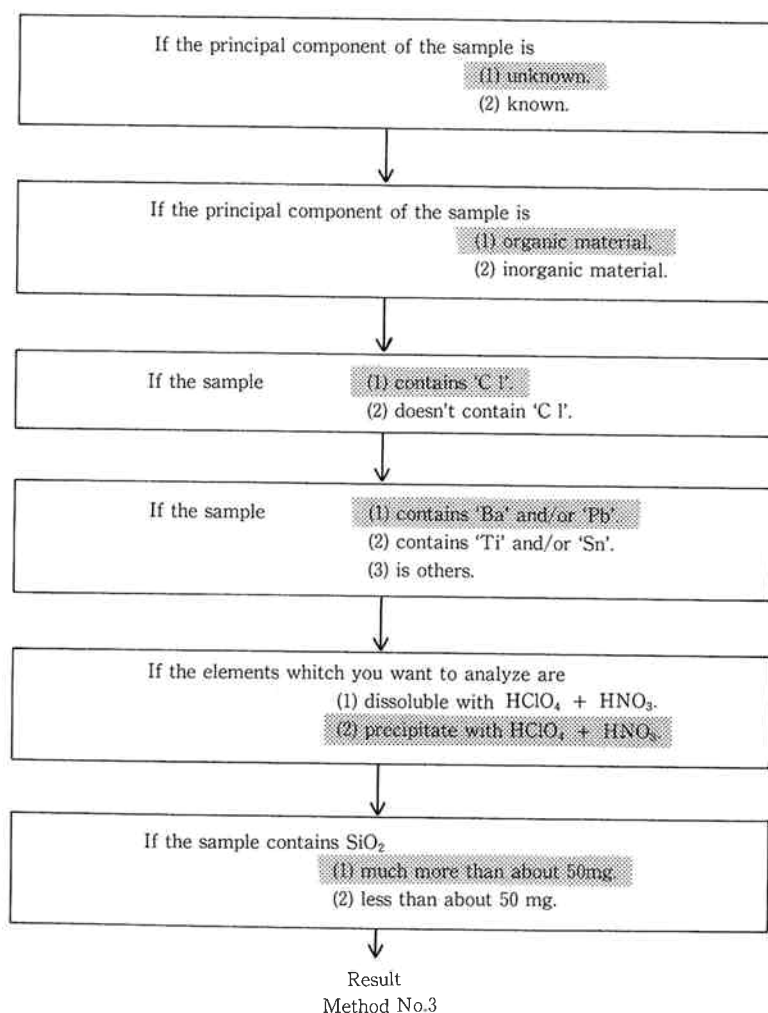 If the principal component of the sample is
(1) unknown.
(2) known.
If the principal component of the sample is
(1) organic material.
(2) inorganic material.
If the sample (1) contains ‘C l’.
(2) doesn't contain ‘C l’.
If the sample (1) contains ‘Ba’ and/or ‘Pb’.
(2) contains ‘Ti’ and/or ‘Sn’.
(3) is others.
If the elements whitch you want to analyze are
(1) dissoluble with HClO₄ + HNO₃.
(2) precipitate with HClO₄ + HNO₃.
If the sample contains SiO₂
(1) much more than about 50mg.
(2) less than about 50 mg.
Result
Method No.3